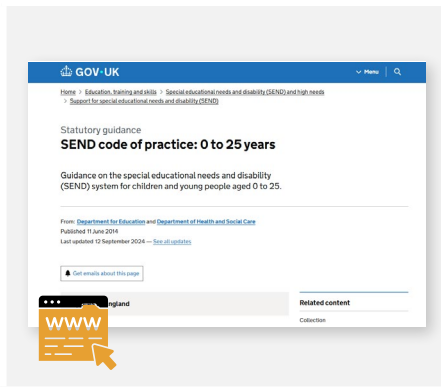 GOV·UK
Menu
Home > Education, training and skills > Special educational needs and disability (SEND) and high needs
> Support for special educational needs and disability (SEND)
Statutory guidance
SEND code of practice: 0 to 25 years
Guidance on the special educational needs and disability
(SEND) system for children and young people aged 0 to 25.
From: Department for Education and Department of Health and Social Care
Published 11 June 2014
Last updated 12 September 2024 — See all updates
Get emails about this page
Related content
Collection
WWW